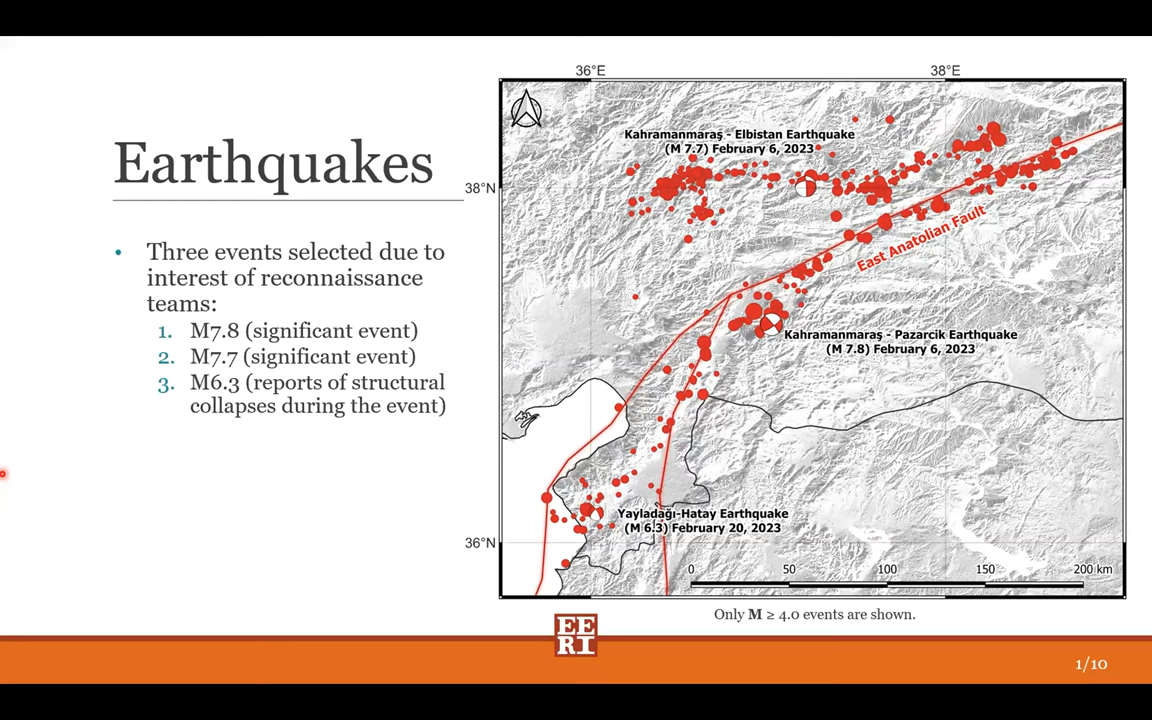 Earthquakes
• Three events selected due to
interest of reconnaissance
teams:
1. M7.8 (significant event)
2. M7.7 (significant event)
3. M6.3 (reports of structural
collapses during the event)
36°E
38°E
38°N
36°N
Kahramanmaraş - Elbistan Earthquake
(M 7.7) February 6, 2023
East Anatolian Fault
Kahramanmaraş - Pazarcik Earthquake
(M 7.8) February 6, 2023
Yayladağı-Hatay Earthquake
(M 6.3) February 20, 2023
0 50 100 150 200 km
Only M ≥ 4.0 events are shown.
EE
RI
1/10